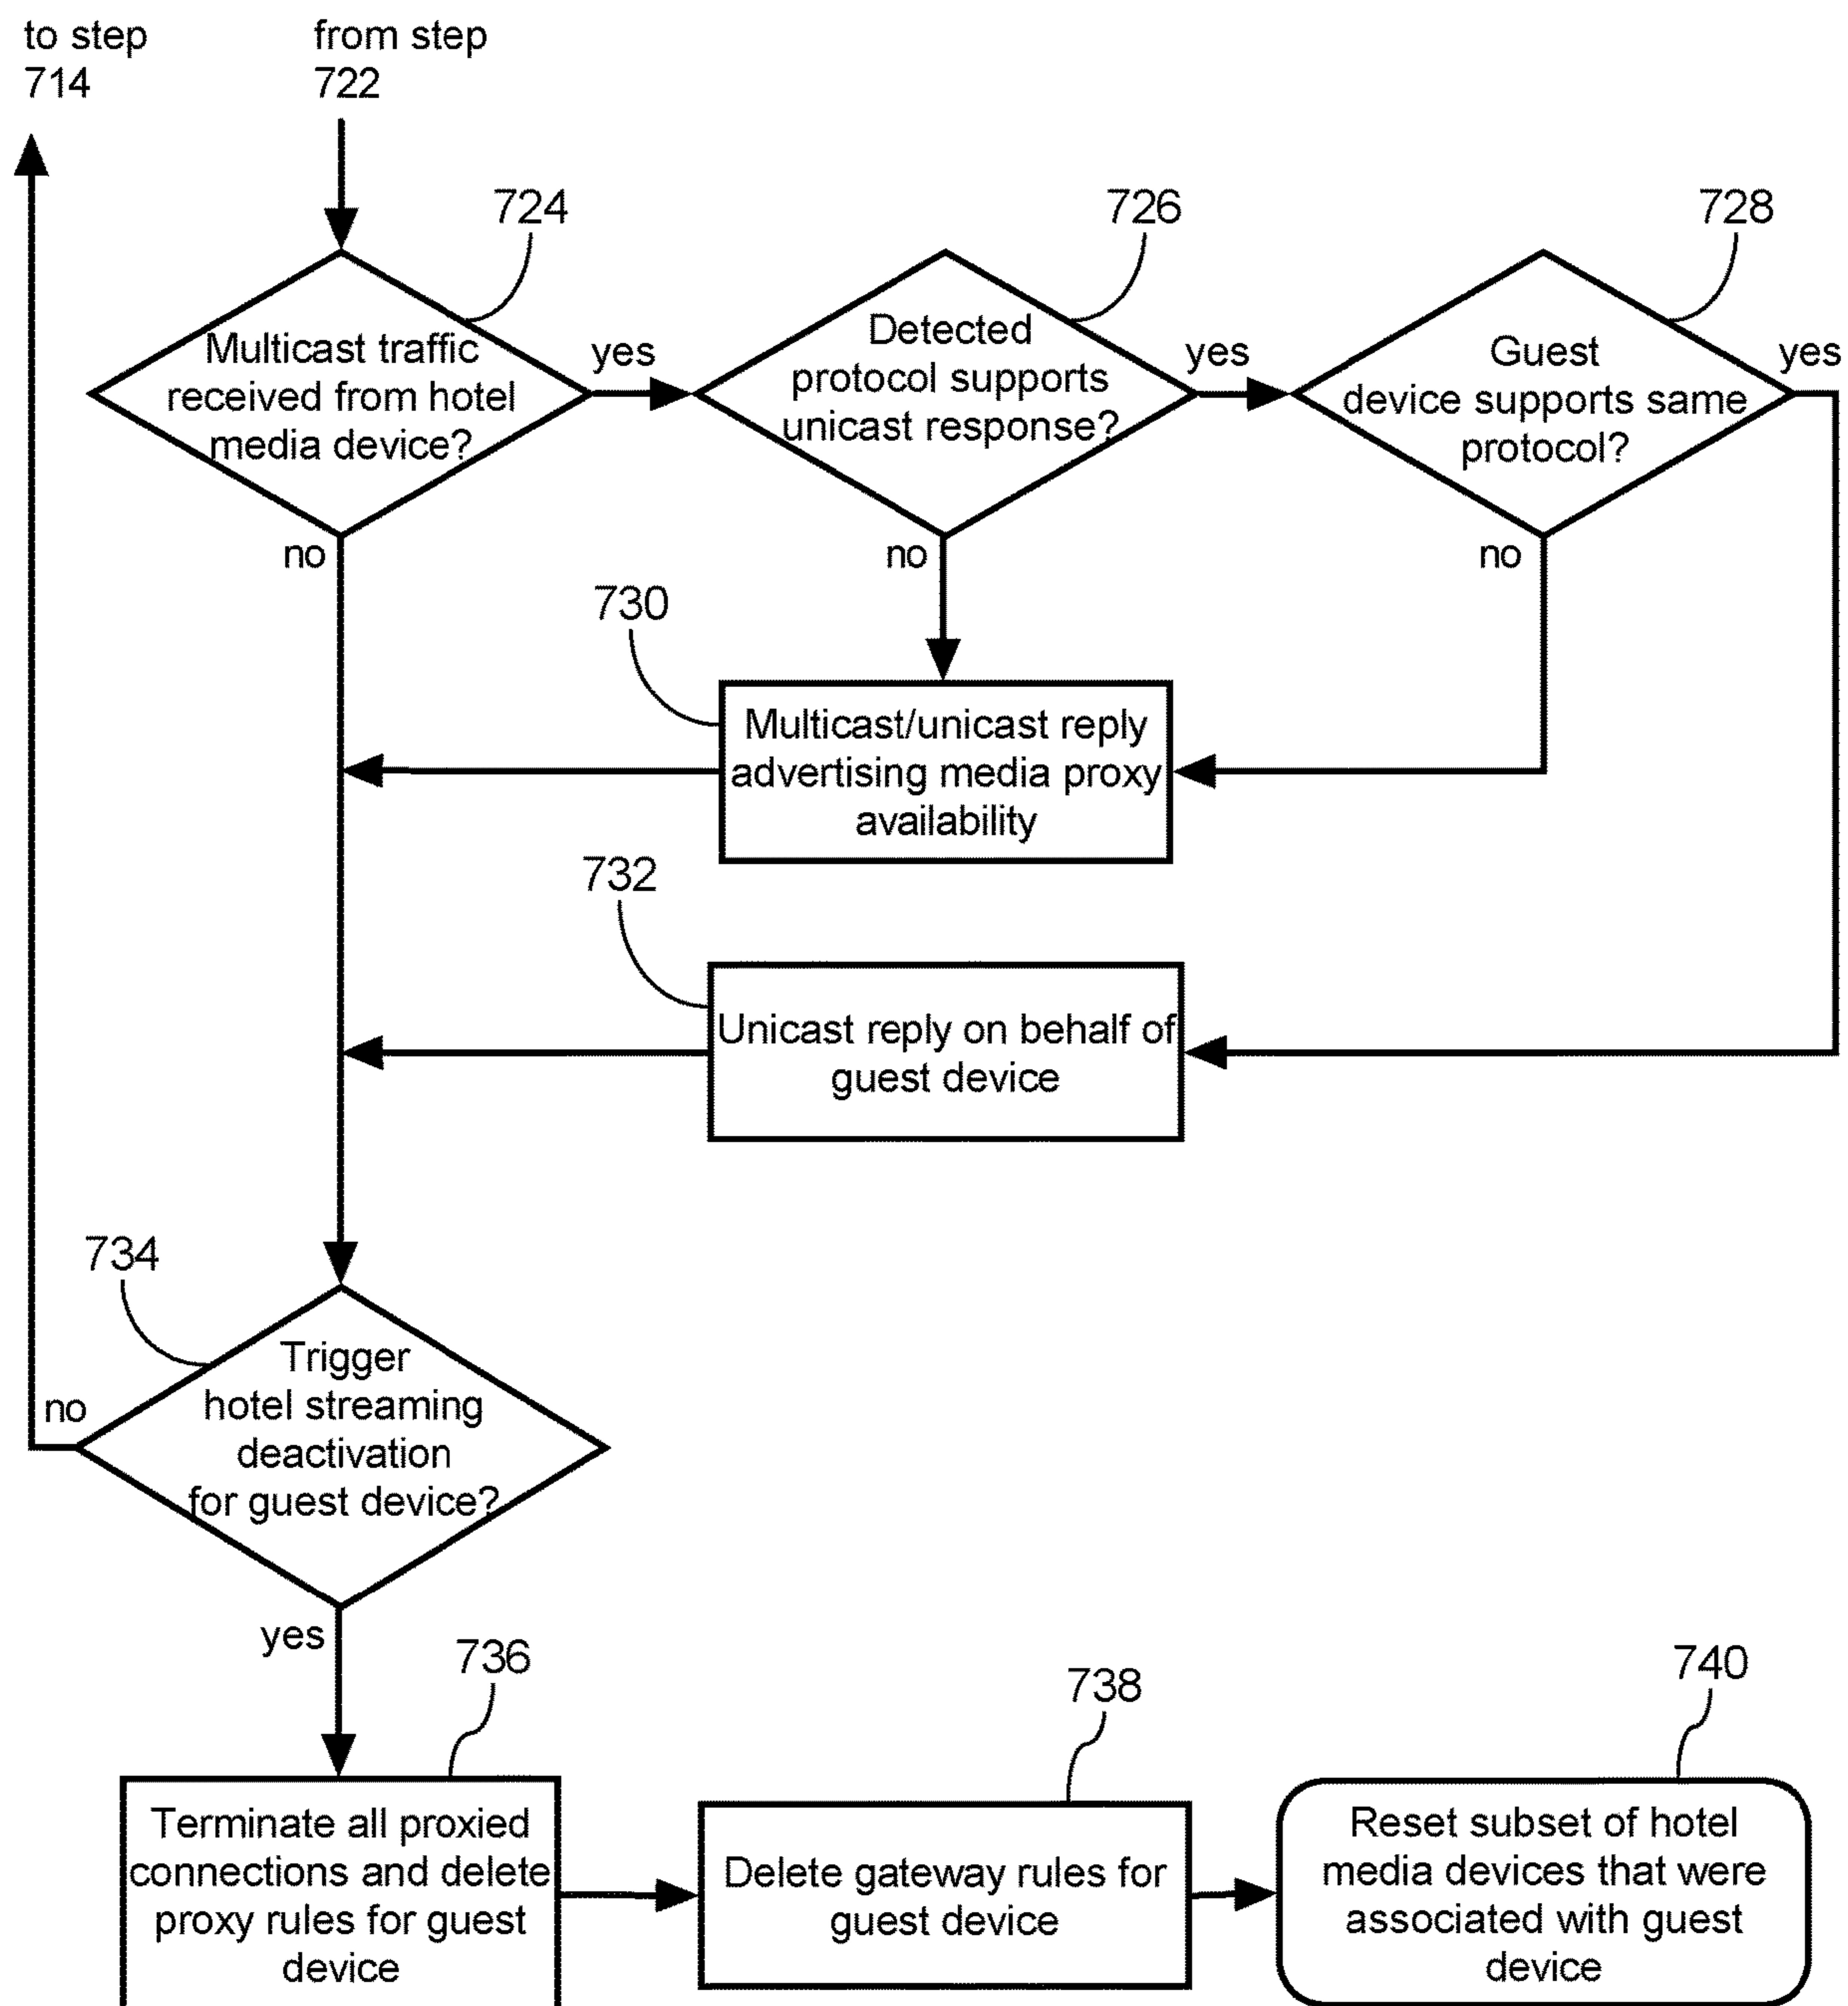 to step
714
from step
722
724
726
728
Multicast traffic
received from hotel
media device?
yes
Detected
protocol supports
unicast response?
yes
Guest
device supports same
protocol?
yes
no
no
no
730
Multicast/unicast reply
advertising media proxy
availability
732
Unicast reply on behalf of
guest device
734
Trigger
hotel streaming
deactivation
for guest device?
no
yes
736
738
740
Terminate all proxied
connections and delete
proxy rules for guest
device
Delete gateway rules for
guest device
Reset subset of hotel
media devices that were
associated with guest
device